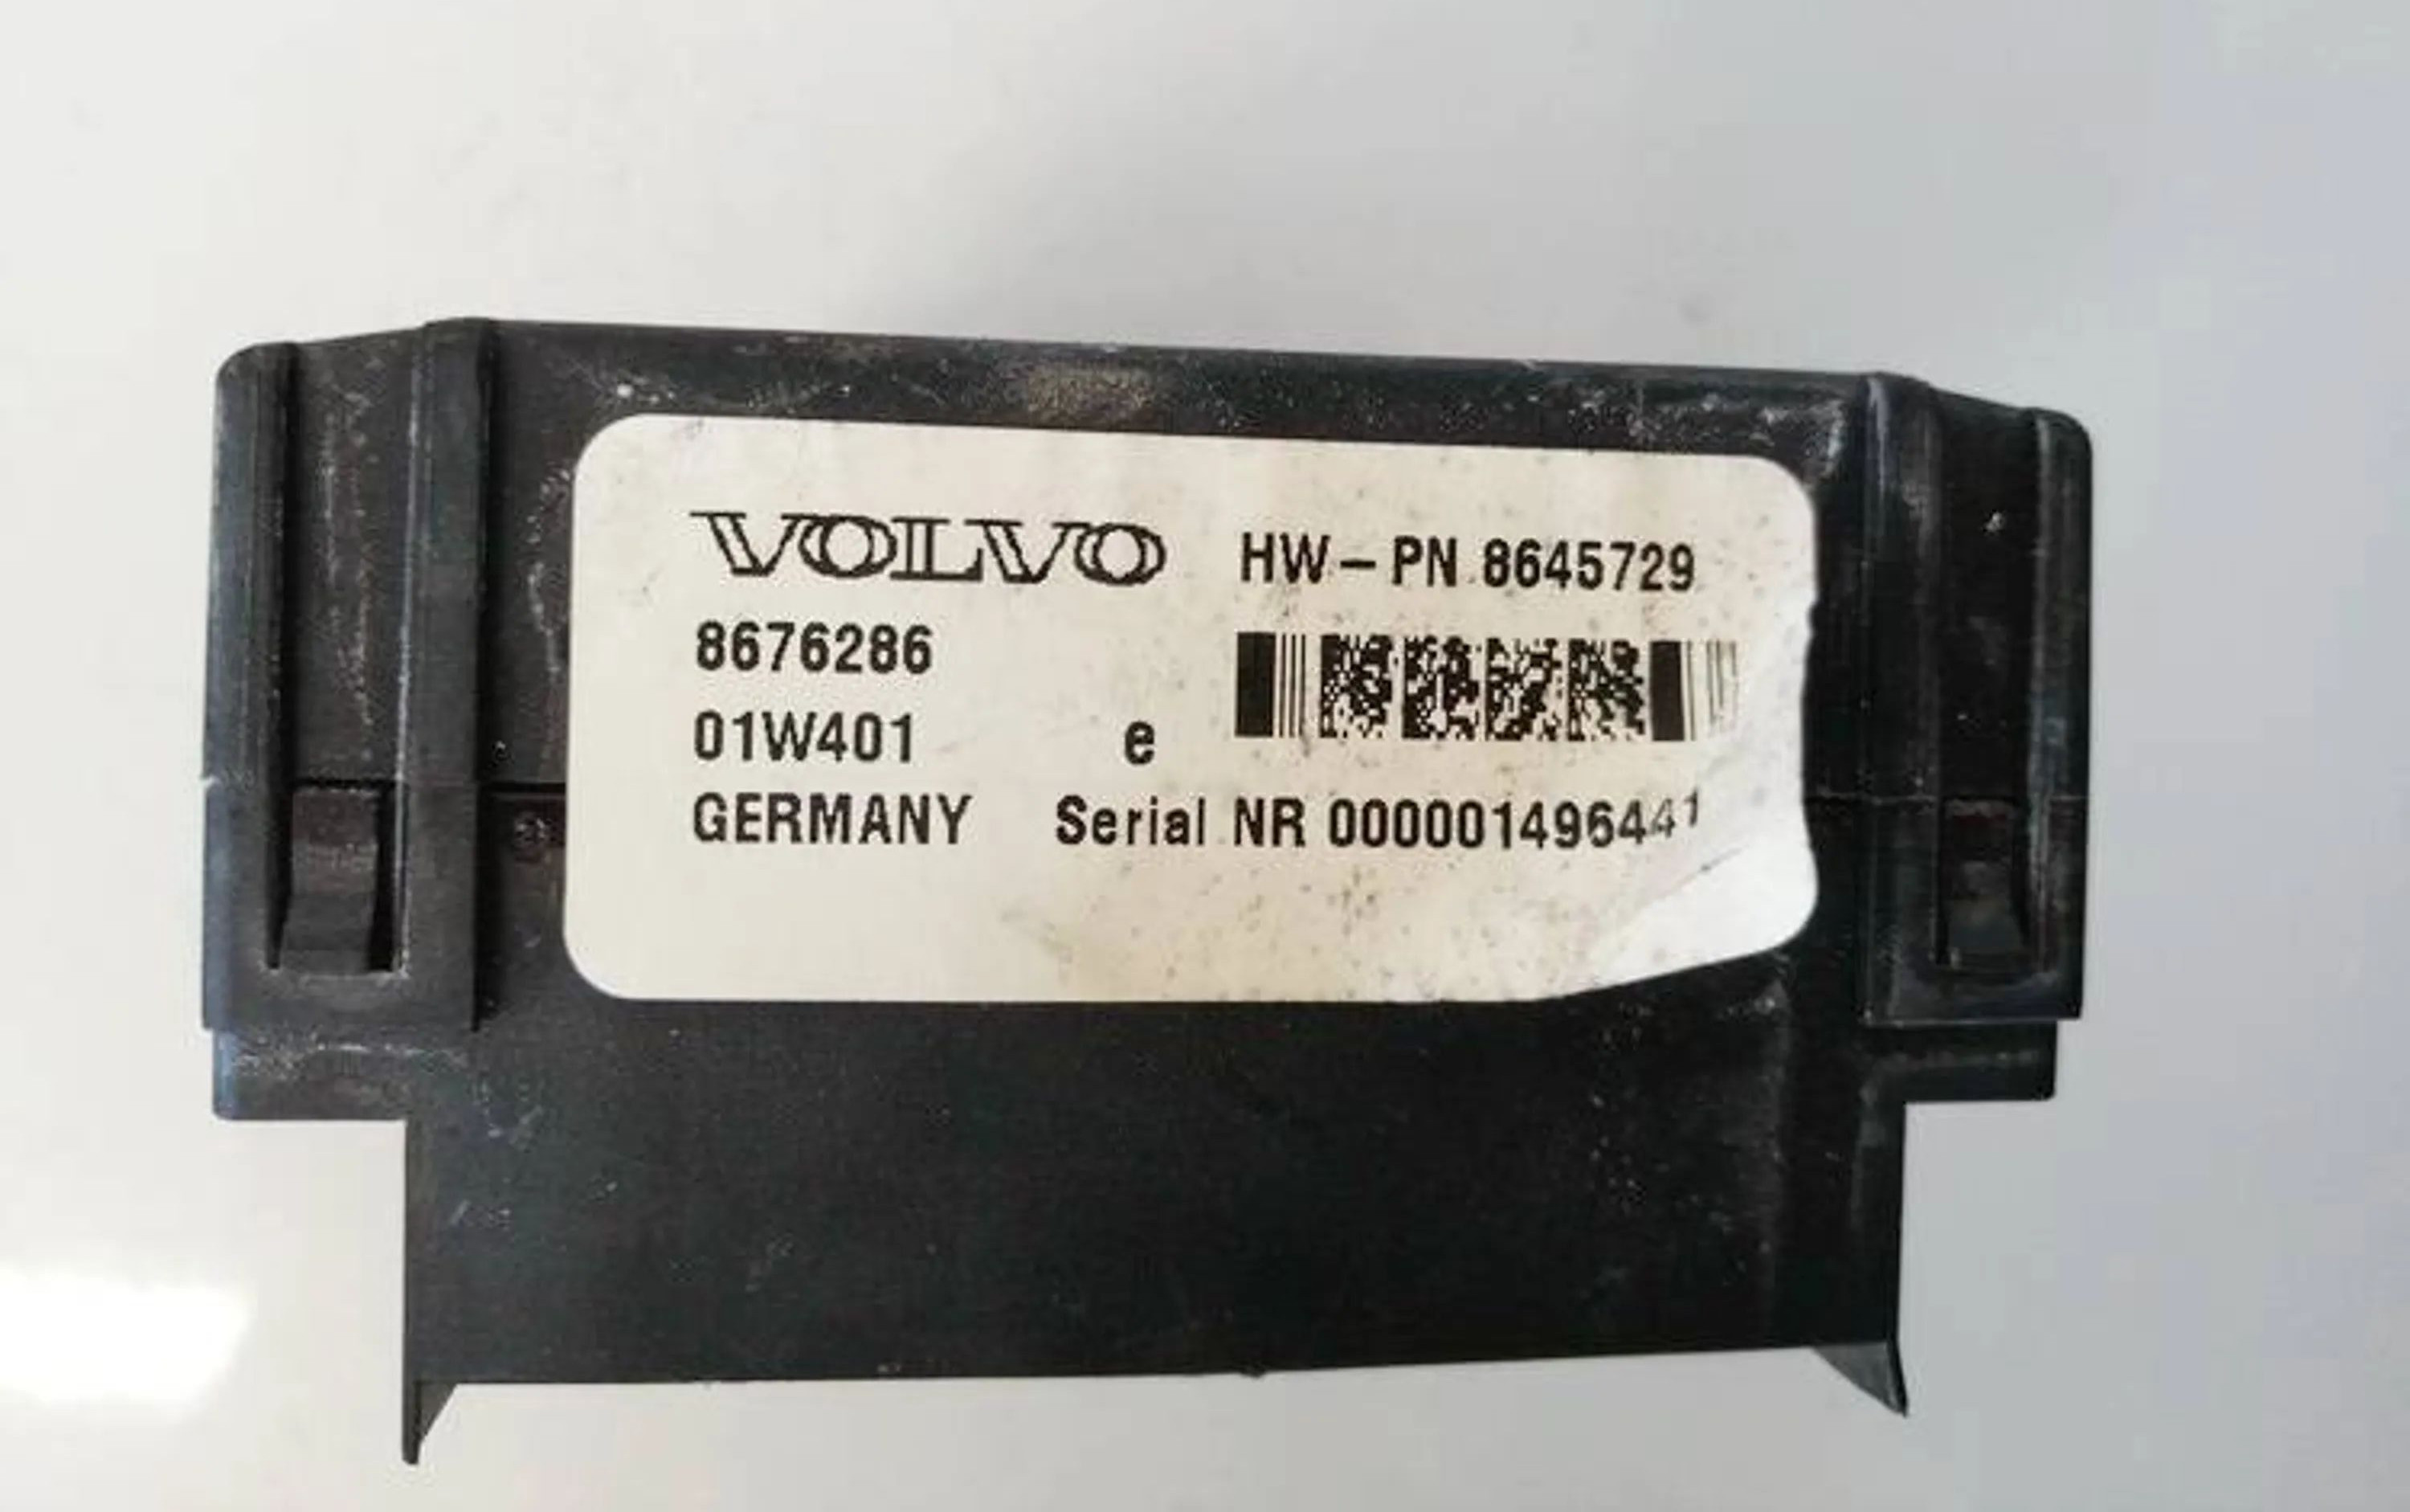 VOLVO HW-PN 8645729
8676286
01W401 e
GERMANY Serial NR 000001496441